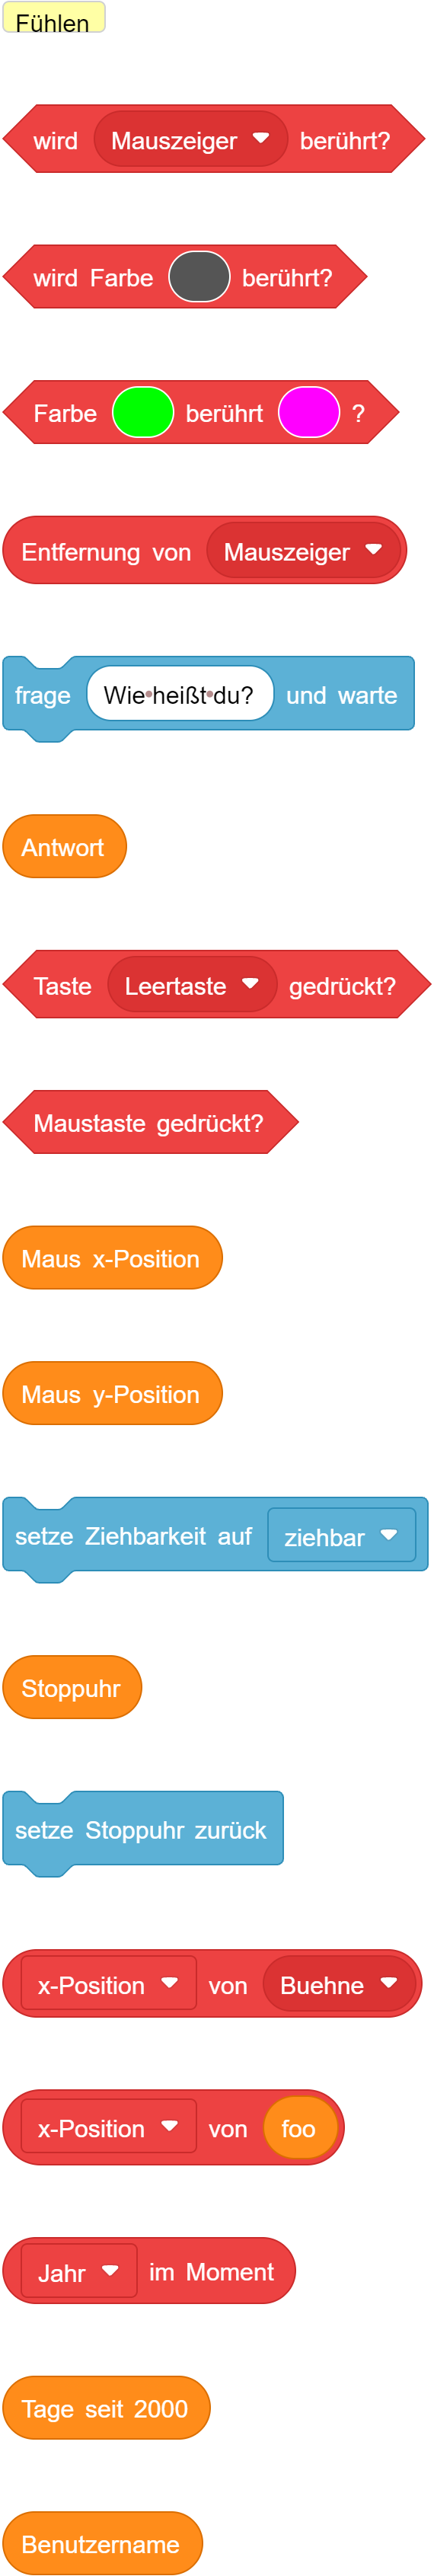 Fühlen
wird Mauszeiger berührt?
wird Farbe berührt?
Farbe berührt ?
Entfernung von Mauszeiger
frage Wie•heißt•du? und warte
Antwort
Taste Leertaste gedrückt?
Maustaste gedrückt?
Maus x-Position
Maus y-Position
setze Ziehbarkeit auf ziehbar
Stoppuhr
setze Stoppuhr zurück
x-Position von Buehne
x-Position von foo
Jahr im Moment
Tage seit 2000
Benutzername